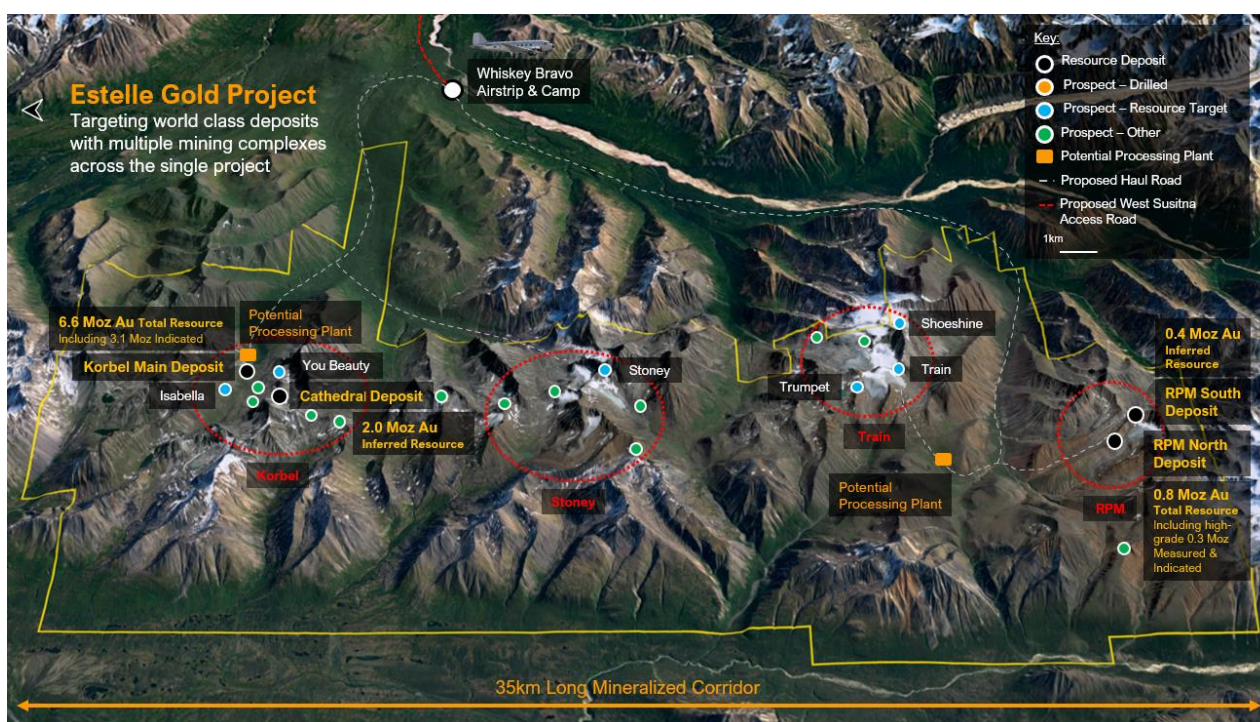 Estelle Gold Project
Targeting world class deposits
with multiple mining complexes
across the single project
Whiskey Bravo
Airstrip & Camp
Key:
Resource Deposit
Prospect – Drilled
Prospect – Resource Target
Prospect – Other
Potential Processing Plant
Proposed Haul Road
Proposed West Susitna
Access Road
1km
6.6 Moz Au Total Resource
Including 3.1 Moz Indicated
Potential
Processing Plant
Korbel Main Deposit
You Beauty
Isabella
Cathedral Deposit
2.0 Moz Au
Inferred Resource
Korbel
Stoney
Stoney
Shoeshine
Train
Trumpet
Train
Potential
Processing Plant
0.4 Moz Au
Inferred
Resource
RPM South
Deposit
RPM North
Deposit
RPM
0.8 Moz Au
Total Resource
Including high-
grade 0.3 Moz
Measured &
Indicated
35km Long Mineralized Corridor